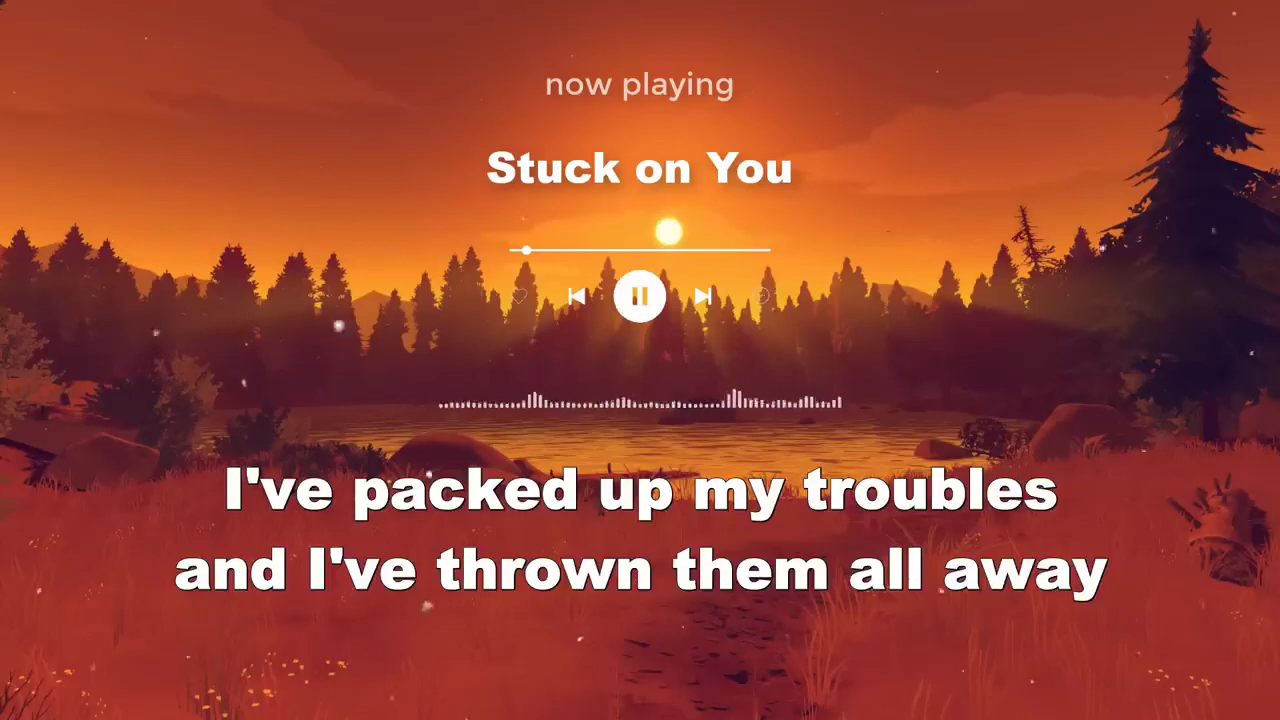 now playing
Stuck on You
I've packed up my troubles
and I've thrown them all away